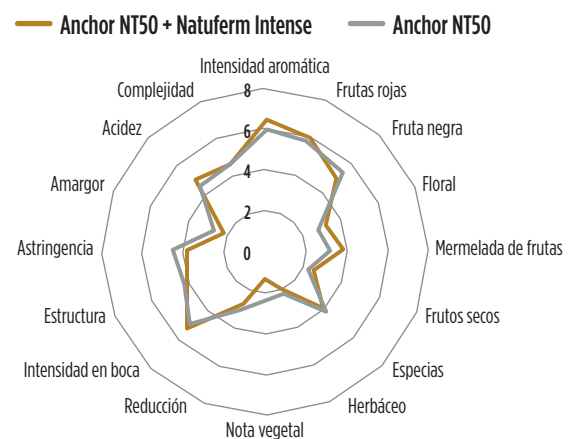 Anchor NT50 + Natuferm Intense
Anchor NT50
Intensidad aromática
Complejidad
Frutas rojas
Acidez
Fruta negra
Amargor
Floral
Astringencia
Mermelada de frutas
Estructura
Frutos secos
Intensidad en boca
Especias
Reducción
Herbáceo
Nota vegetal
8
6
4
2
0